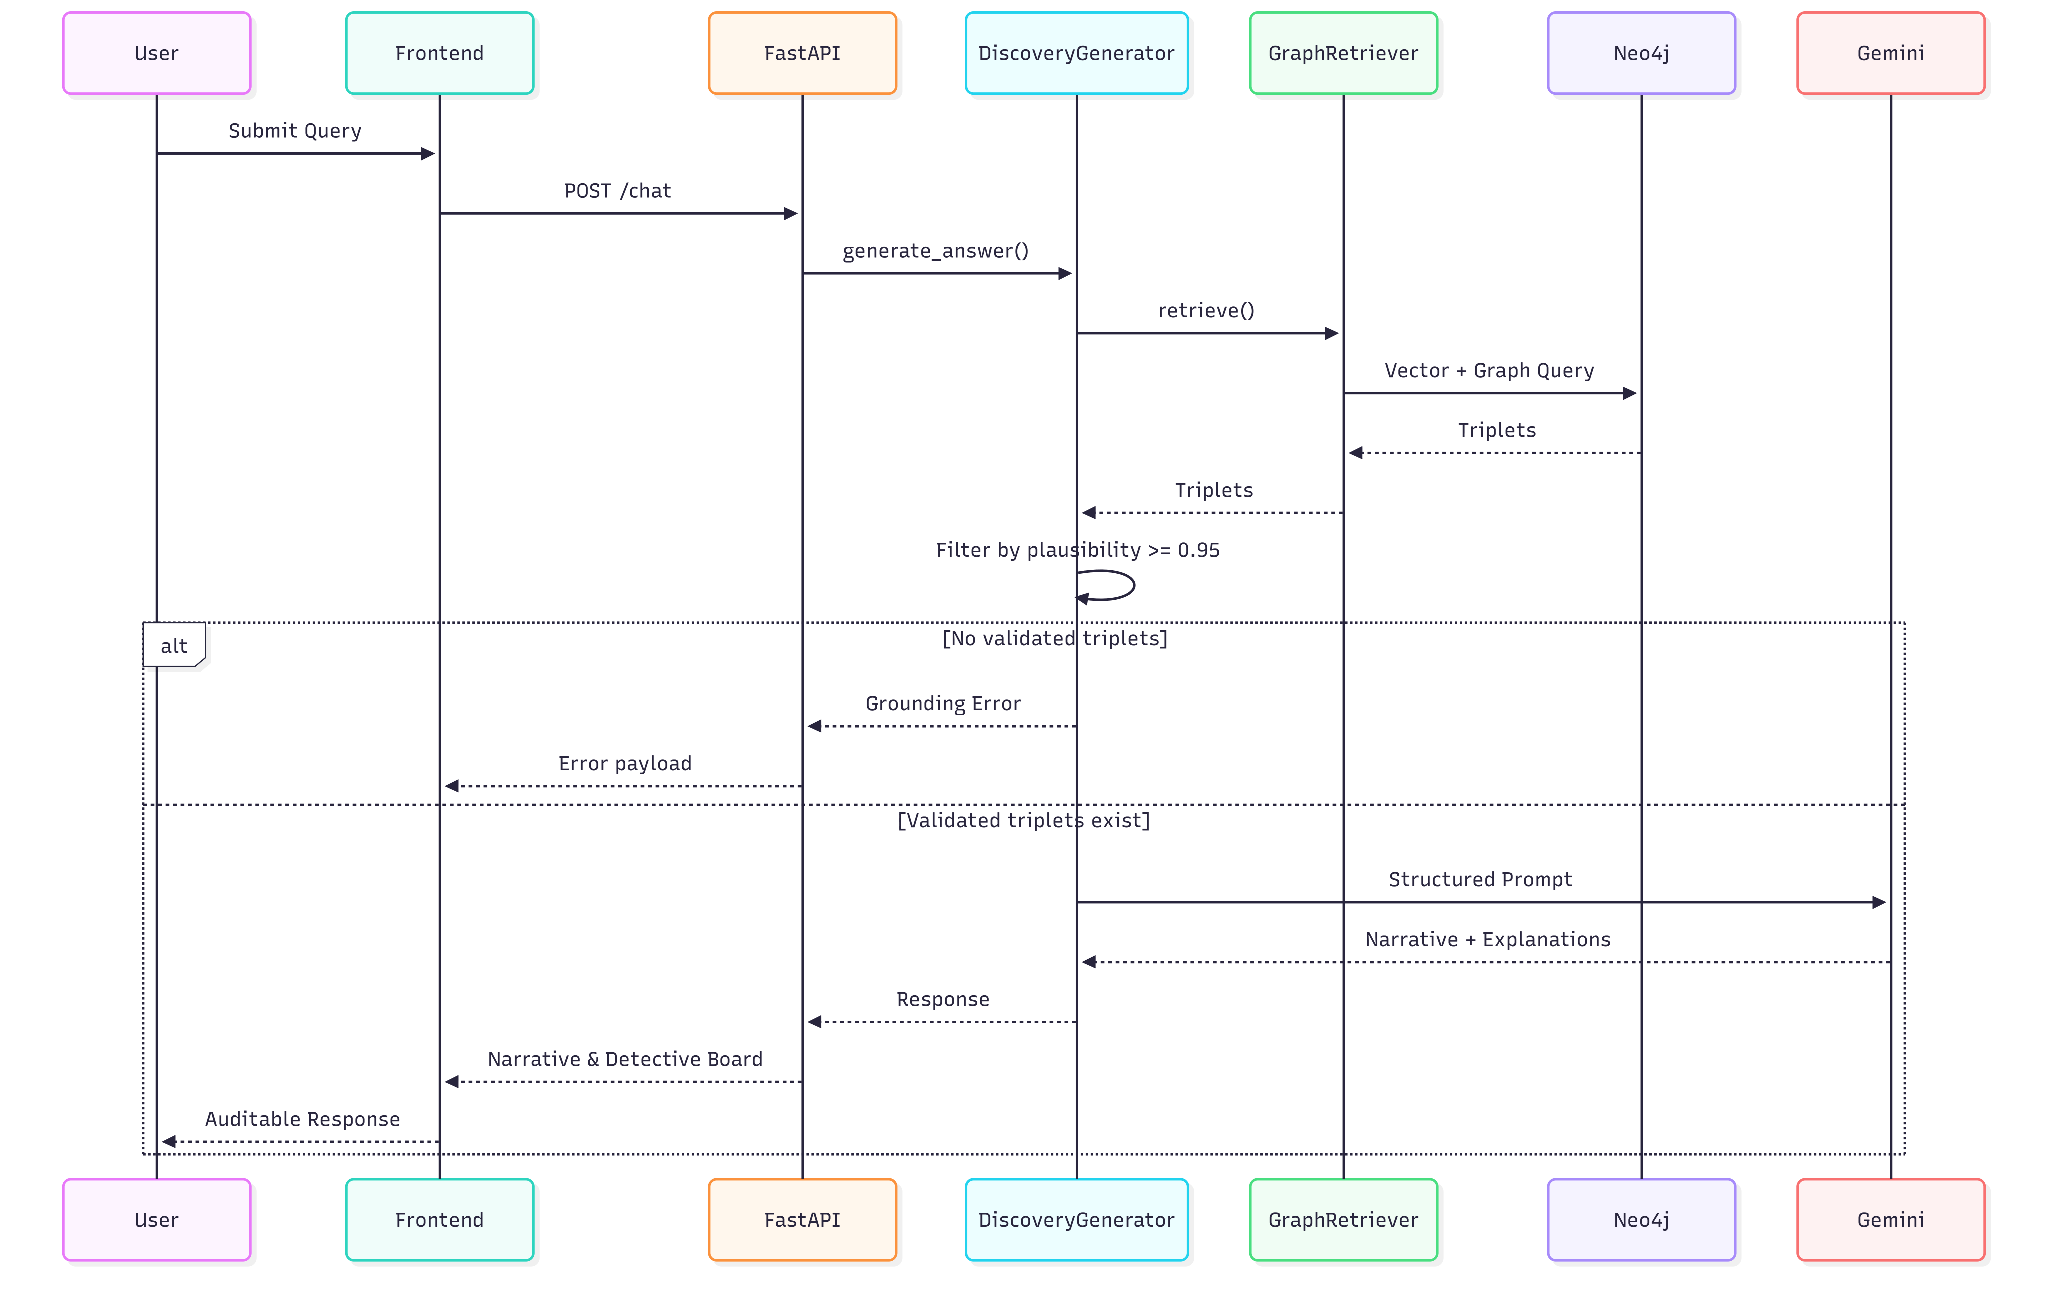 User
Frontend
FastAPI
DiscoveryGenerator
GraphRetriever
Neo4j
Gemini
Submit Query
POST /chat
generate_answer()
retrieve()
Vector + Graph Query
Triplets
Triplets
Filter by plausibility >= 0.95
alt
[No validated triplets]
Grounding Error
Error payload
[Validated triplets exist]
Structured Prompt
Narrative + Explanations
Response
Narrative & Detective Board
Auditable Response
User
Frontend
FastAPI
DiscoveryGenerator
GraphRetriever
Neo4j
Gemini